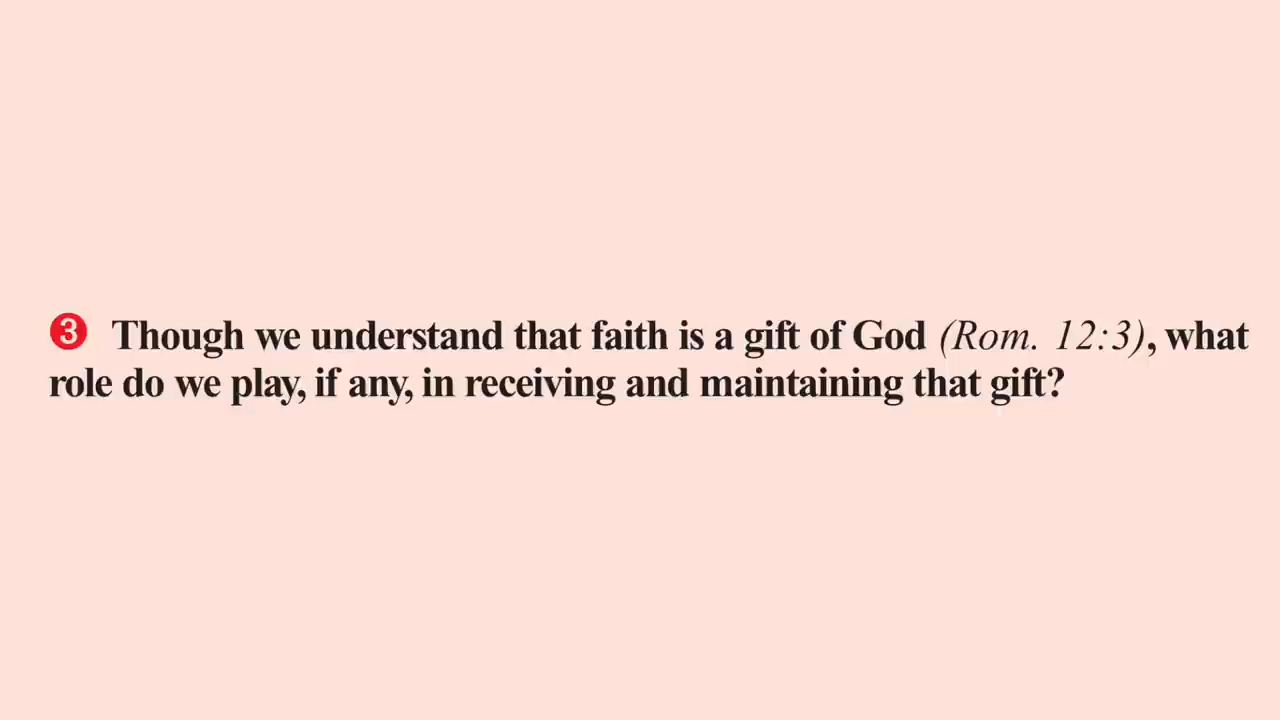 ❸ Though we understand that faith is a gift of God (Rom. 12:3), what
role do we play, if any, in receiving and maintaining that gift?